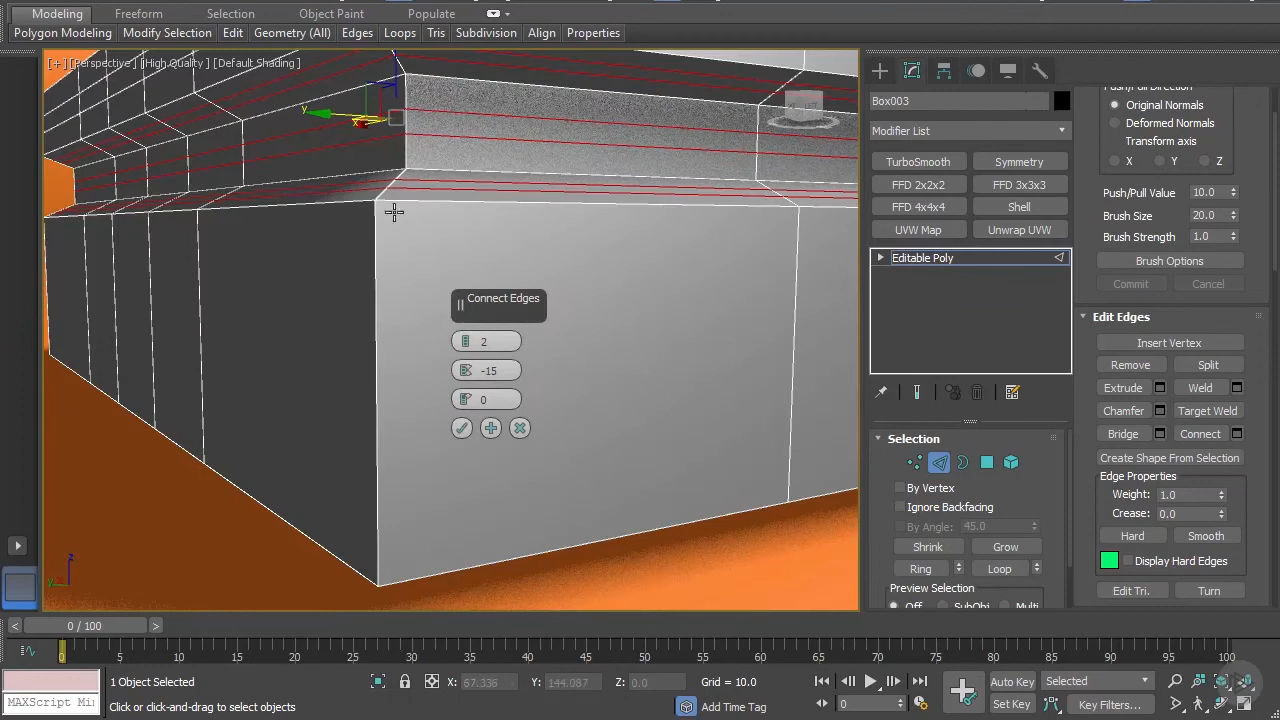 Modeling Freeform Selection Object Paint Populate
Polygon Modeling Modify Selection Edit Geometry (All) Edges Loops Tris Subdivision Align Properties
[+] [Perspective] [High Quality] [Default Shading]
y
x
Connect Edges
2
-15
0
z
y x
Box003
Modifier List
TurboSmooth Symmetry
FFD 2x2x2 FFD 3x3x3
FFD 4x4x4 Shell
UVW Map Unwrap UVW
Editable Poly
Selection
By Vertex
Ignore Backfacing
By Angle: 45.0
Shrink Grow
Ring Loop
Preview Selection
Off SubObj Multi
Push/Pull Direction
Original Normals
Deformed Normals
Transform axis
X Y Z
Push/Pull Value 10.0
Brush Size 20.0
Brush Strength 1.0
Brush Options
Commit Cancel
Edit Edges
Insert Vertex
Remove Split
Extrude Weld
Chamfer Target Weld
Bridge Connect
Create Shape From Selection
Edge Properties
Weight: 1.0
Crease: 0.0
Hard Smooth
Display Hard Edges
Edit Tri. Turn
< 0 / 100 >
0 5 10 15 20 25 30 35 40 45 50 55 60 65 70 75 80 85 90 95 100
1 Object Selected X: 67.336 Y: 144.087 Z: 0.0 Grid = 10.0 Auto Key Selected
MAXScript Min Click or click-and-drag to select objects Add Time Tag 0 Set Key Key Filters...